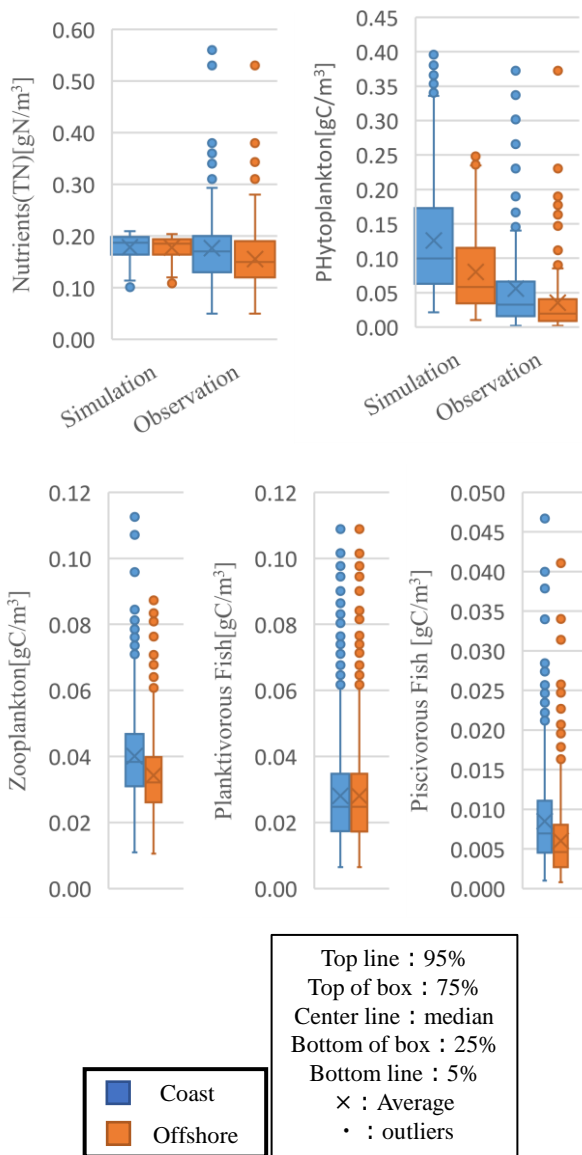 Nutrients(TN)[gN/m³]
0.60
0.50
0.40
0.30
0.20
0.10
0.00
Simulation
Observation
PHytoplankton[gC/m³]
0.45
0.40
0.35
0.30
0.25
0.20
0.15
0.10
0.05
0.00
Simulation
Observation
Zooplankton[gC/m³]
0.12
0.10
0.08
0.06
0.04
0.02
0.00
Planktivorous Fish[gC/m³]
0.12
0.10
0.08
0.06
0.04
0.02
0.00
Piscivorous Fish [gC/m³]
0.050
0.045
0.040
0.035
0.030
0.025
0.020
0.015
0.010
0.005
0.000
Coast
Offshore
Top line：95%
Top of box：75%
Center line：median
Bottom of box：25%
Bottom line：5%
×：Average
・：outliers